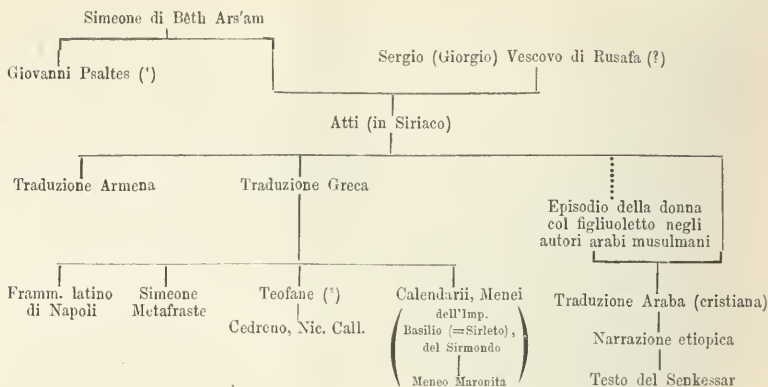 Simeone di Bêth Ars'am
Giovanni Psaltes (¹)
Sergio (Giorgio) Vescovo di Rusafa (?)
Atti (in Siriaco)
Traduzione Armena
Traduzione Greca
Episodio della donna
col figliuoletto negli
autori arabi musulmani
Framm. latino
di Napoli
Simeone
Metafraste
Teofane (²)
Cedreno, Nic. Call.
Calendarii, Menei
dell'Imp.
Basilio (=Sirleto),
del Sirmondo
Meneo Maronita
Traduzione Araba (cristiana)
Narrazione etiopica
Testo del Senkessar